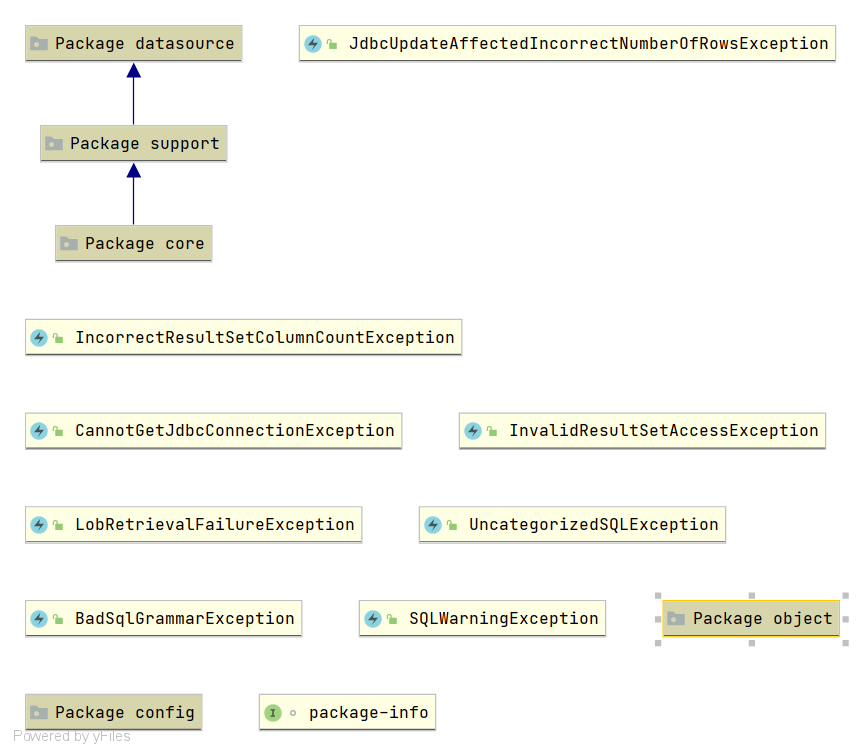 Package datasource
JdbcUpdateAffectedIncorrectNumberOfRowsException
Package support
Package core
IncorrectResultSetColumnCountException
CannotGetJdbcConnectionException
InvalidResultSetAccessException
LobRetrievalFailureException
UncategorizedSQLException
BadSqlGrammarException
SQLWarningException
Package object
Package config
package-info
Powered by yFiles